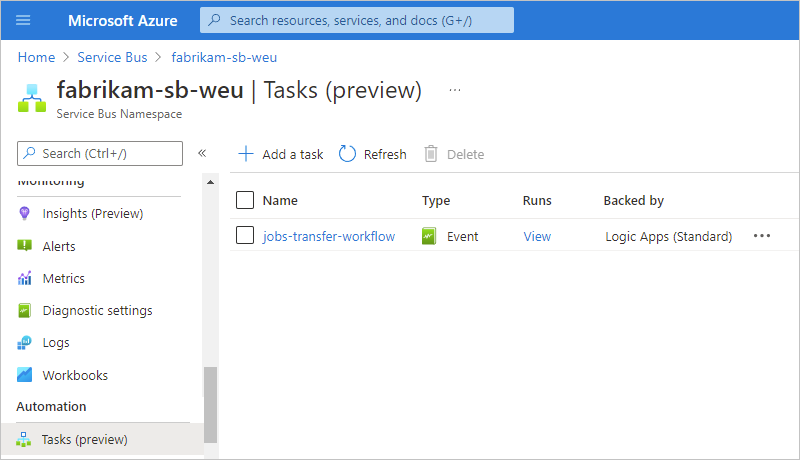 Microsoft Azure
Search resources, services, and docs (G+/)
Home > Service Bus > fabrikam-sb-weu
fabrikam-sb-weu | Tasks (preview) ...
Service Bus Namespace
Search (Ctrl+/) «
Add a task Refresh Delete
Monitoring
Insights (Preview)
Alerts
Metrics
Diagnostic settings
Logs
Workbooks
Automation
Tasks (preview)
Name Type Runs Backed by
jobs-transfer-workflow Event View Logic Apps (Standard) ...